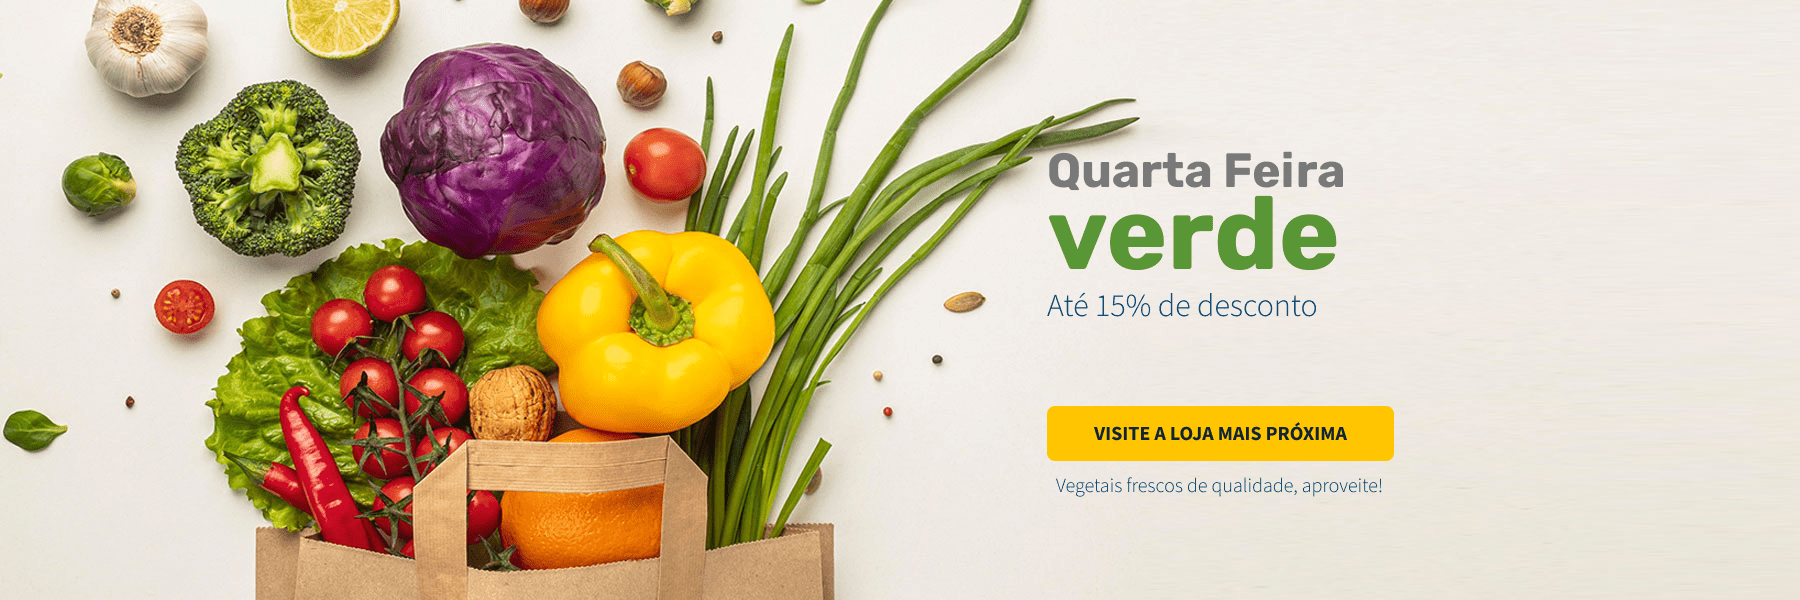 Quarta Feira
verde
Até 15% de desconto
VISITE A LOJA MAIS PRÓXIMA
Vegetais frescos de qualidade, aproveite!